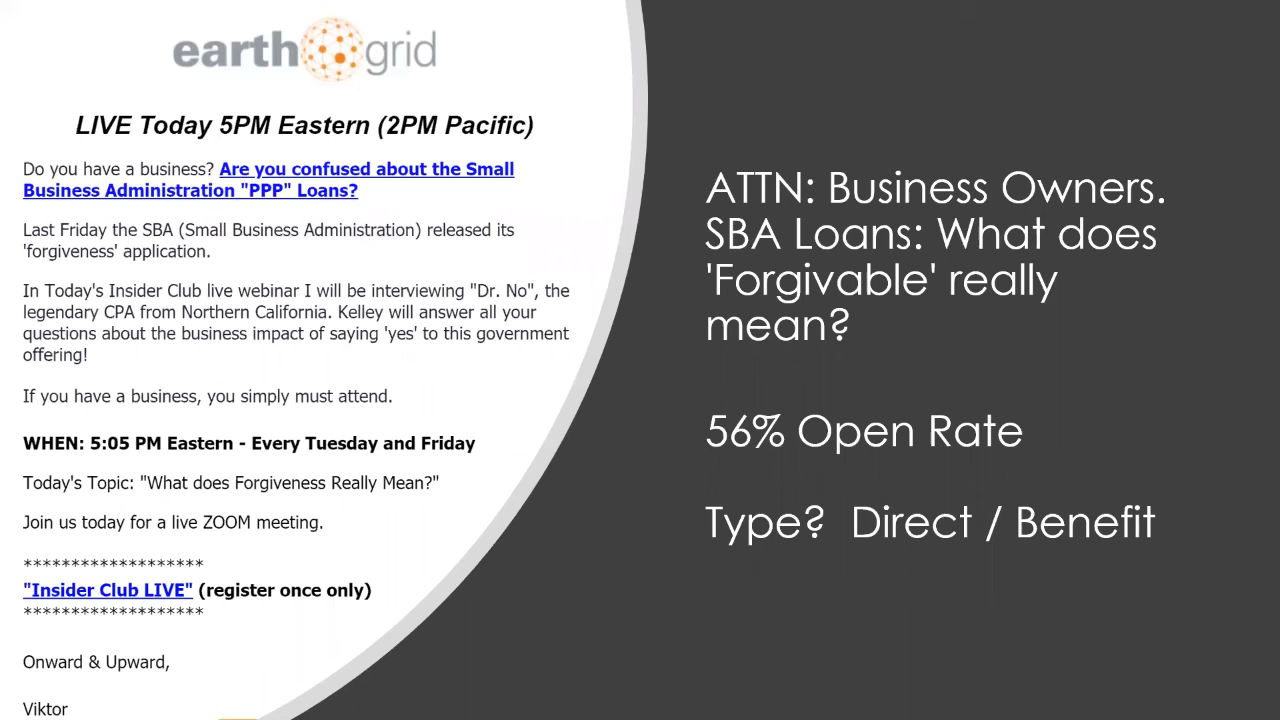 earth grid
LIVE Today 5PM Eastern (2PM Pacific)
Do you have a business? Are you confused about the Small
Business Administration "PPP" Loans?
Last Friday the SBA (Small Business Administration) released its
'forgiveness' application.
In Today's Insider Club live webinar I will be interviewing "Dr. No", the
legendary CPA from Northern California. Kelley will answer all your
questions about the business impact of saying 'yes' to this government
offering!
If you have a business, you simply must attend.
WHEN: 5:05 PM Eastern - Every Tuesday and Friday
Today's Topic: "What does Forgiveness Really Mean?"
Join us today for a live ZOOM meeting.
*******************
"Insider Club LIVE" (register once only)
*******************
Onward & Upward,
Viktor
ATTN: Business Owners.
SBA Loans: What does
'Forgivable' really
mean?
56% Open Rate
Type? Direct / Benefit